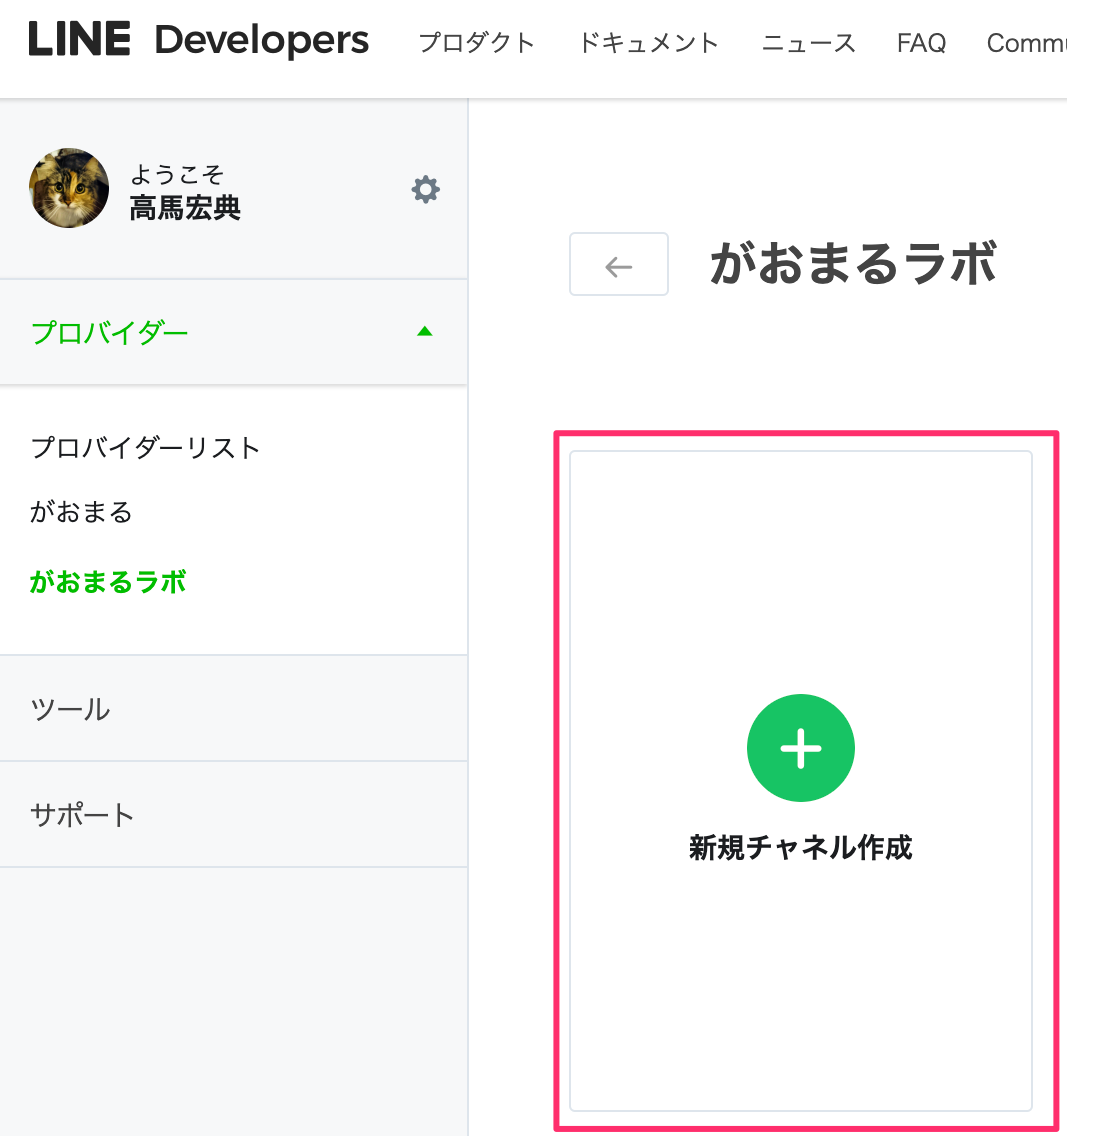 LINE Developers プロダクト ドキュメント ニュース FAQ Commu
ようこそ
高馬宏典
プロバイダー
プロバイダーリスト
がおまる
がおまるラボ
ツール
サポート
がおまるラボ
新規チャネル作成